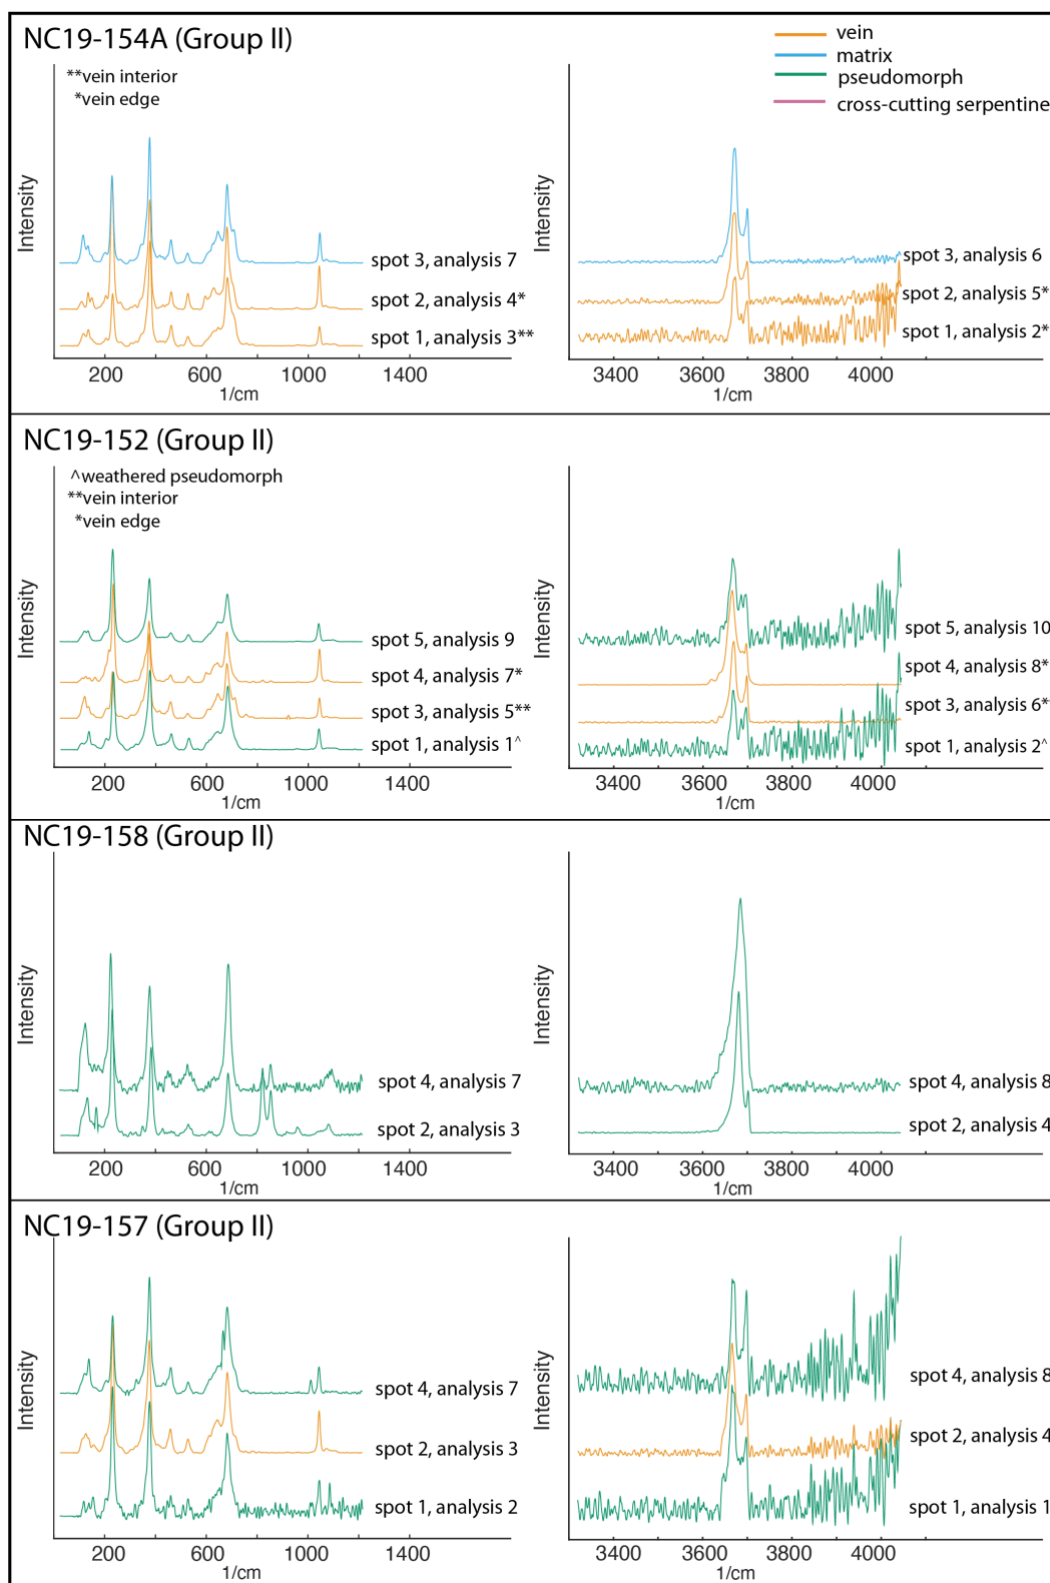 NC19-154A (Group II)
vein
matrix
pseudomorph
cross-cutting serpentine
**vein interior
*vein edge
Intensity
spot 3, analysis 7
spot 2, analysis 4*
spot 1, analysis 3**
200 600 1000 1400
1/cm
Intensity
spot 3, analysis 6
spot 2, analysis 5*
spot 1, analysis 2*
3400 3600 3800 4000
1/cm
NC19-152 (Group II)
^weathered pseudomorph
**vein interior
*vein edge
Intensity
spot 5, analysis 9
spot 4, analysis 7*
spot 3, analysis 5**
spot 1, analysis 1^
200 600 1000 1400
1/cm
Intensity
spot 5, analysis 10
spot 4, analysis 8*
spot 3, analysis 6*
spot 1, analysis 2^
3400 3600 3800 4000
1/cm
NC19-158 (Group II)
Intensity
spot 4, analysis 7
spot 2, analysis 3
200 600 1000 1400
1/cm
Intensity
spot 4, analysis 8
spot 2, analysis 4
3400 3600 3800 4000
1/cm
NC19-157 (Group II)
Intensity
spot 4, analysis 7
spot 2, analysis 3
spot 1, analysis 2
200 600 1000 1400
1/cm
Intensity
spot 4, analysis 8
spot 2, analysis 4
spot 1, analysis 1
3400 3600 3800 4000
1/cm